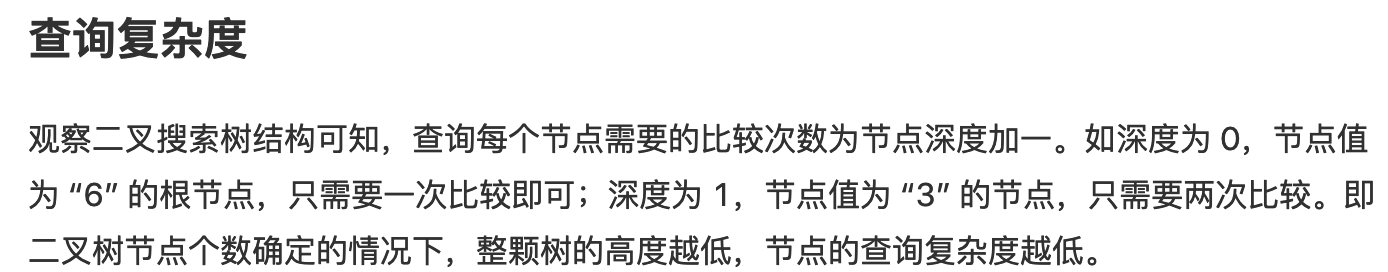 查询复杂度
观察二叉搜索树结构可知，查询每个节点需要的比较次数为节点深度加一。如深度为 0，节点值
为 “6” 的根节点，只需要一次比较即可；深度为 1，节点值为 “3” 的节点，只需要两次比较。即
二叉树节点个数确定的情况下，整颗树的高度越低，节点的查询复杂度越低。